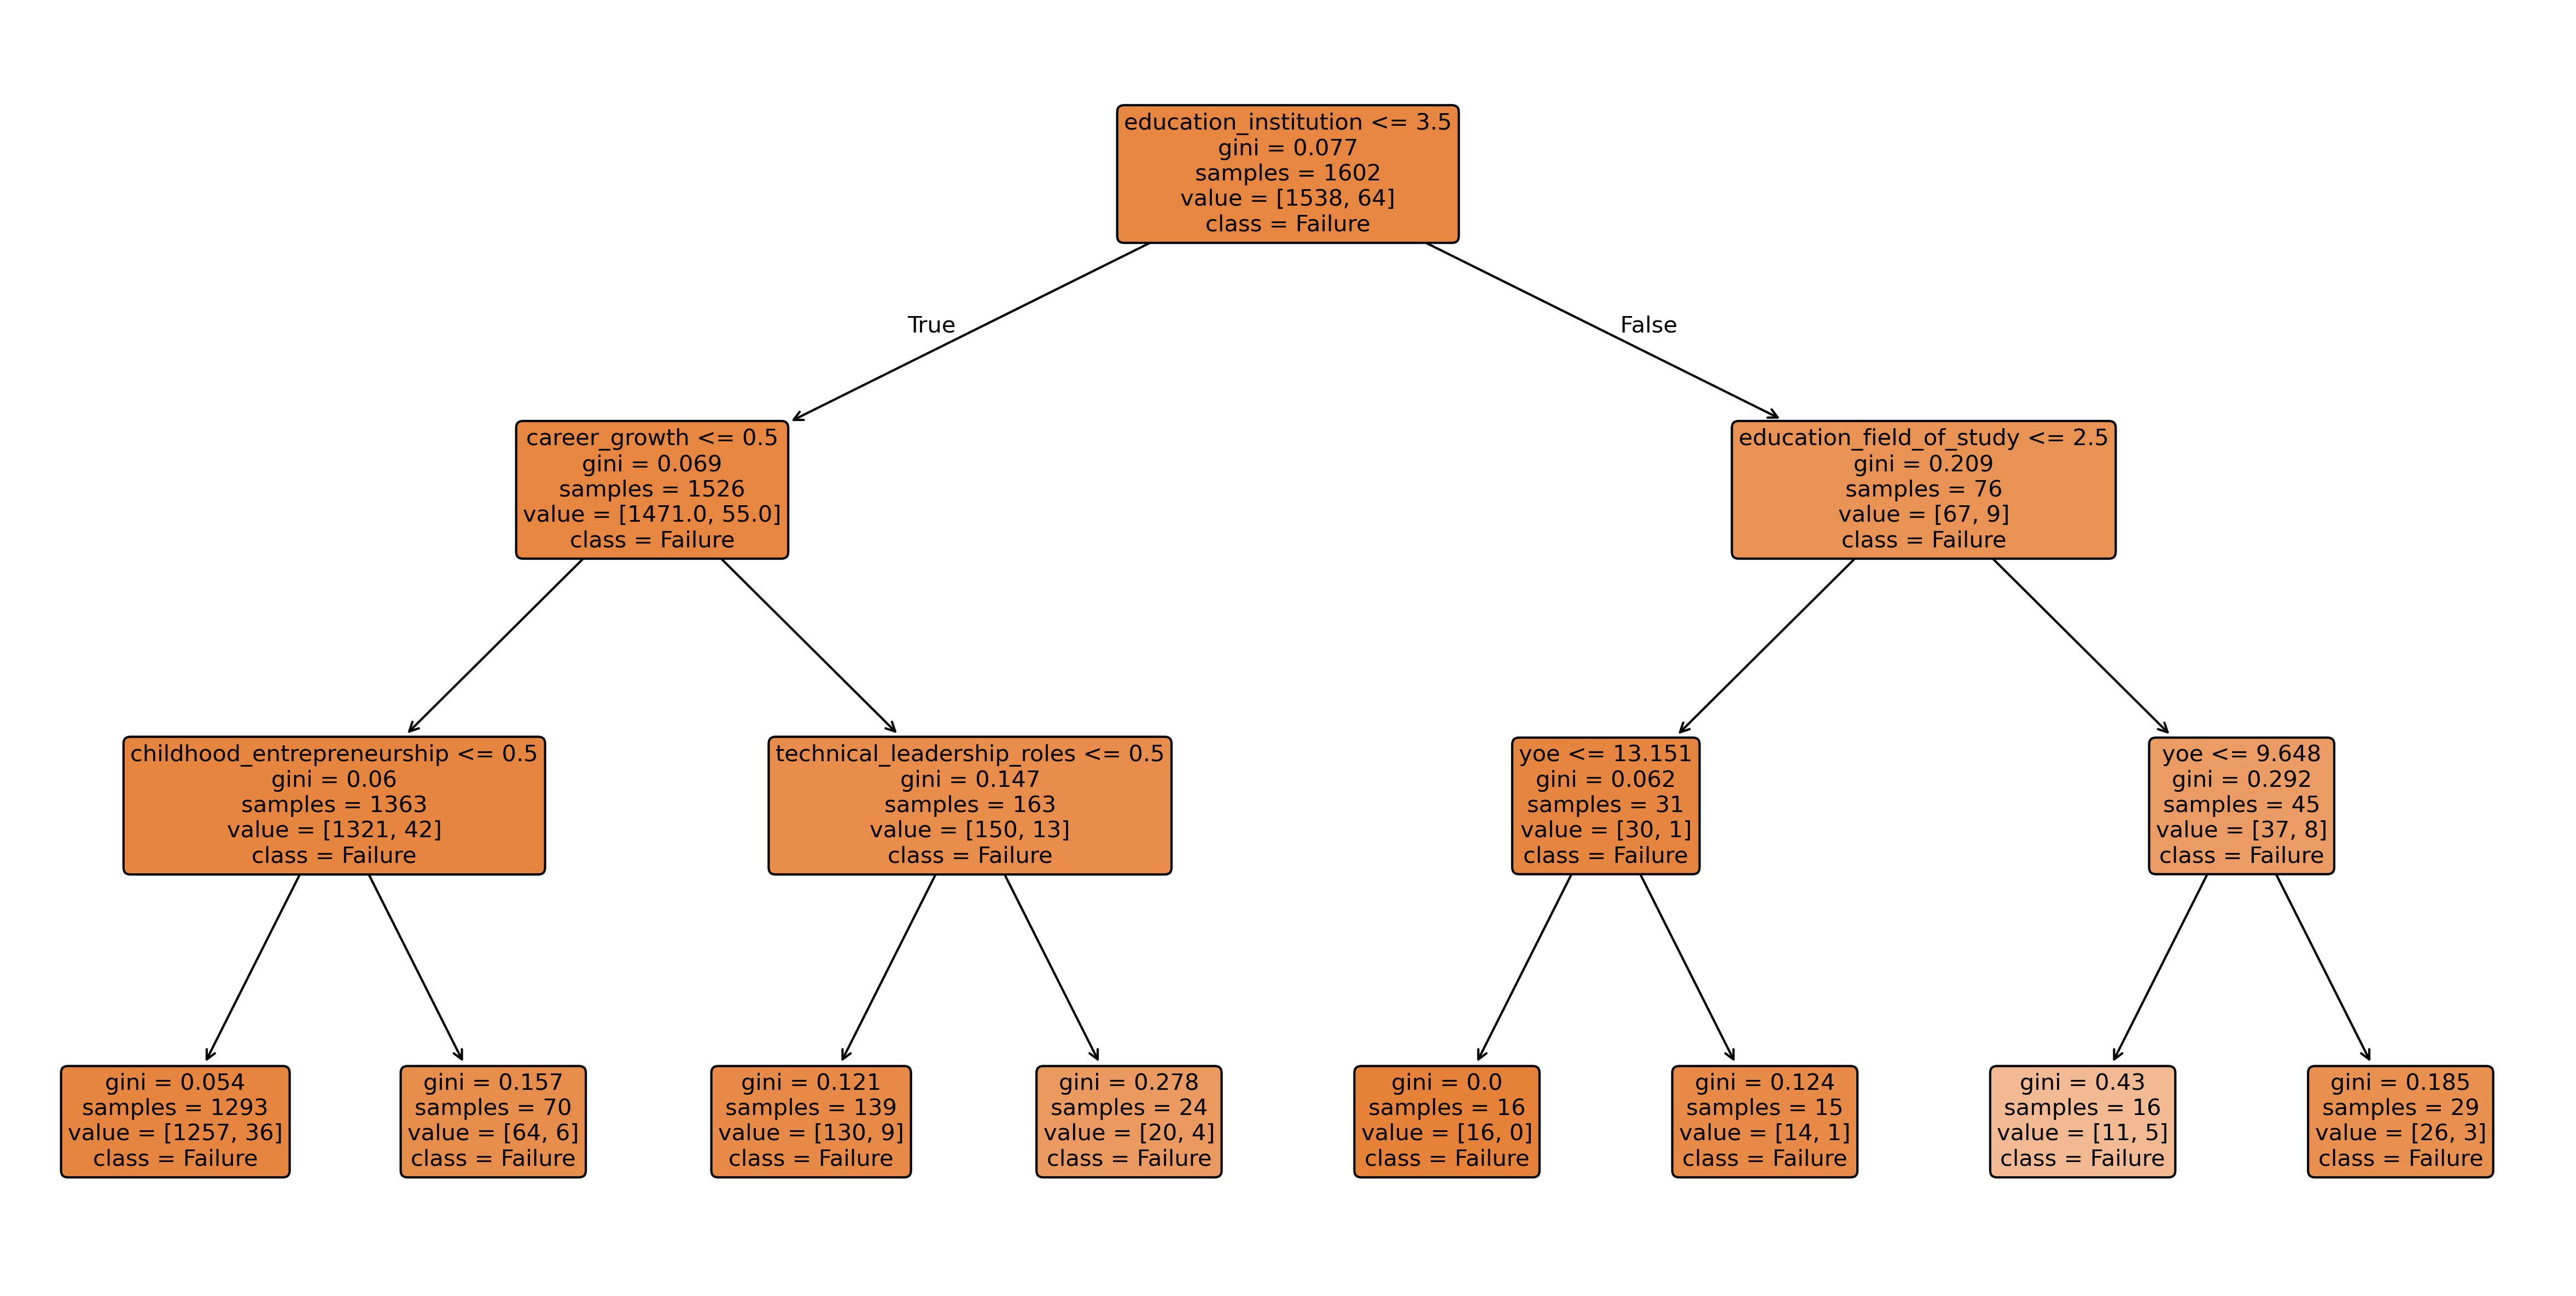 education_institution <= 3.5
gini = 0.077
samples = 1602
value = [1538, 64]
class = Failure
True
False
career_growth <= 0.5
gini = 0.069
samples = 1526
value = [1471.0, 55.0]
class = Failure
education_field_of_study <= 2.5
gini = 0.209
samples = 76
value = [67, 9]
class = Failure
childhood_entrepreneurship <= 0.5
gini = 0.06
samples = 1363
value = [1321, 42]
class = Failure
technical_leadership_roles <= 0.5
gini = 0.147
samples = 163
value = [150, 13]
class = Failure
yoe <= 13.151
gini = 0.062
samples = 31
value = [30, 1]
class = Failure
yoe <= 9.648
gini = 0.292
samples = 45
value = [37, 8]
class = Failure
gini = 0.054
samples = 1293
value = [1257, 36]
class = Failure
gini = 0.157
samples = 70
value = [64, 6]
class = Failure
gini = 0.121
samples = 139
value = [130, 9]
class = Failure
gini = 0.278
samples = 24
value = [20, 4]
class = Failure
gini = 0.0
samples = 16
value = [16, 0]
class = Failure
gini = 0.124
samples = 15
value = [14, 1]
class = Failure
gini = 0.43
samples = 16
value = [11, 5]
class = Failure
gini = 0.185
samples = 29
value = [26, 3]
class = Failure